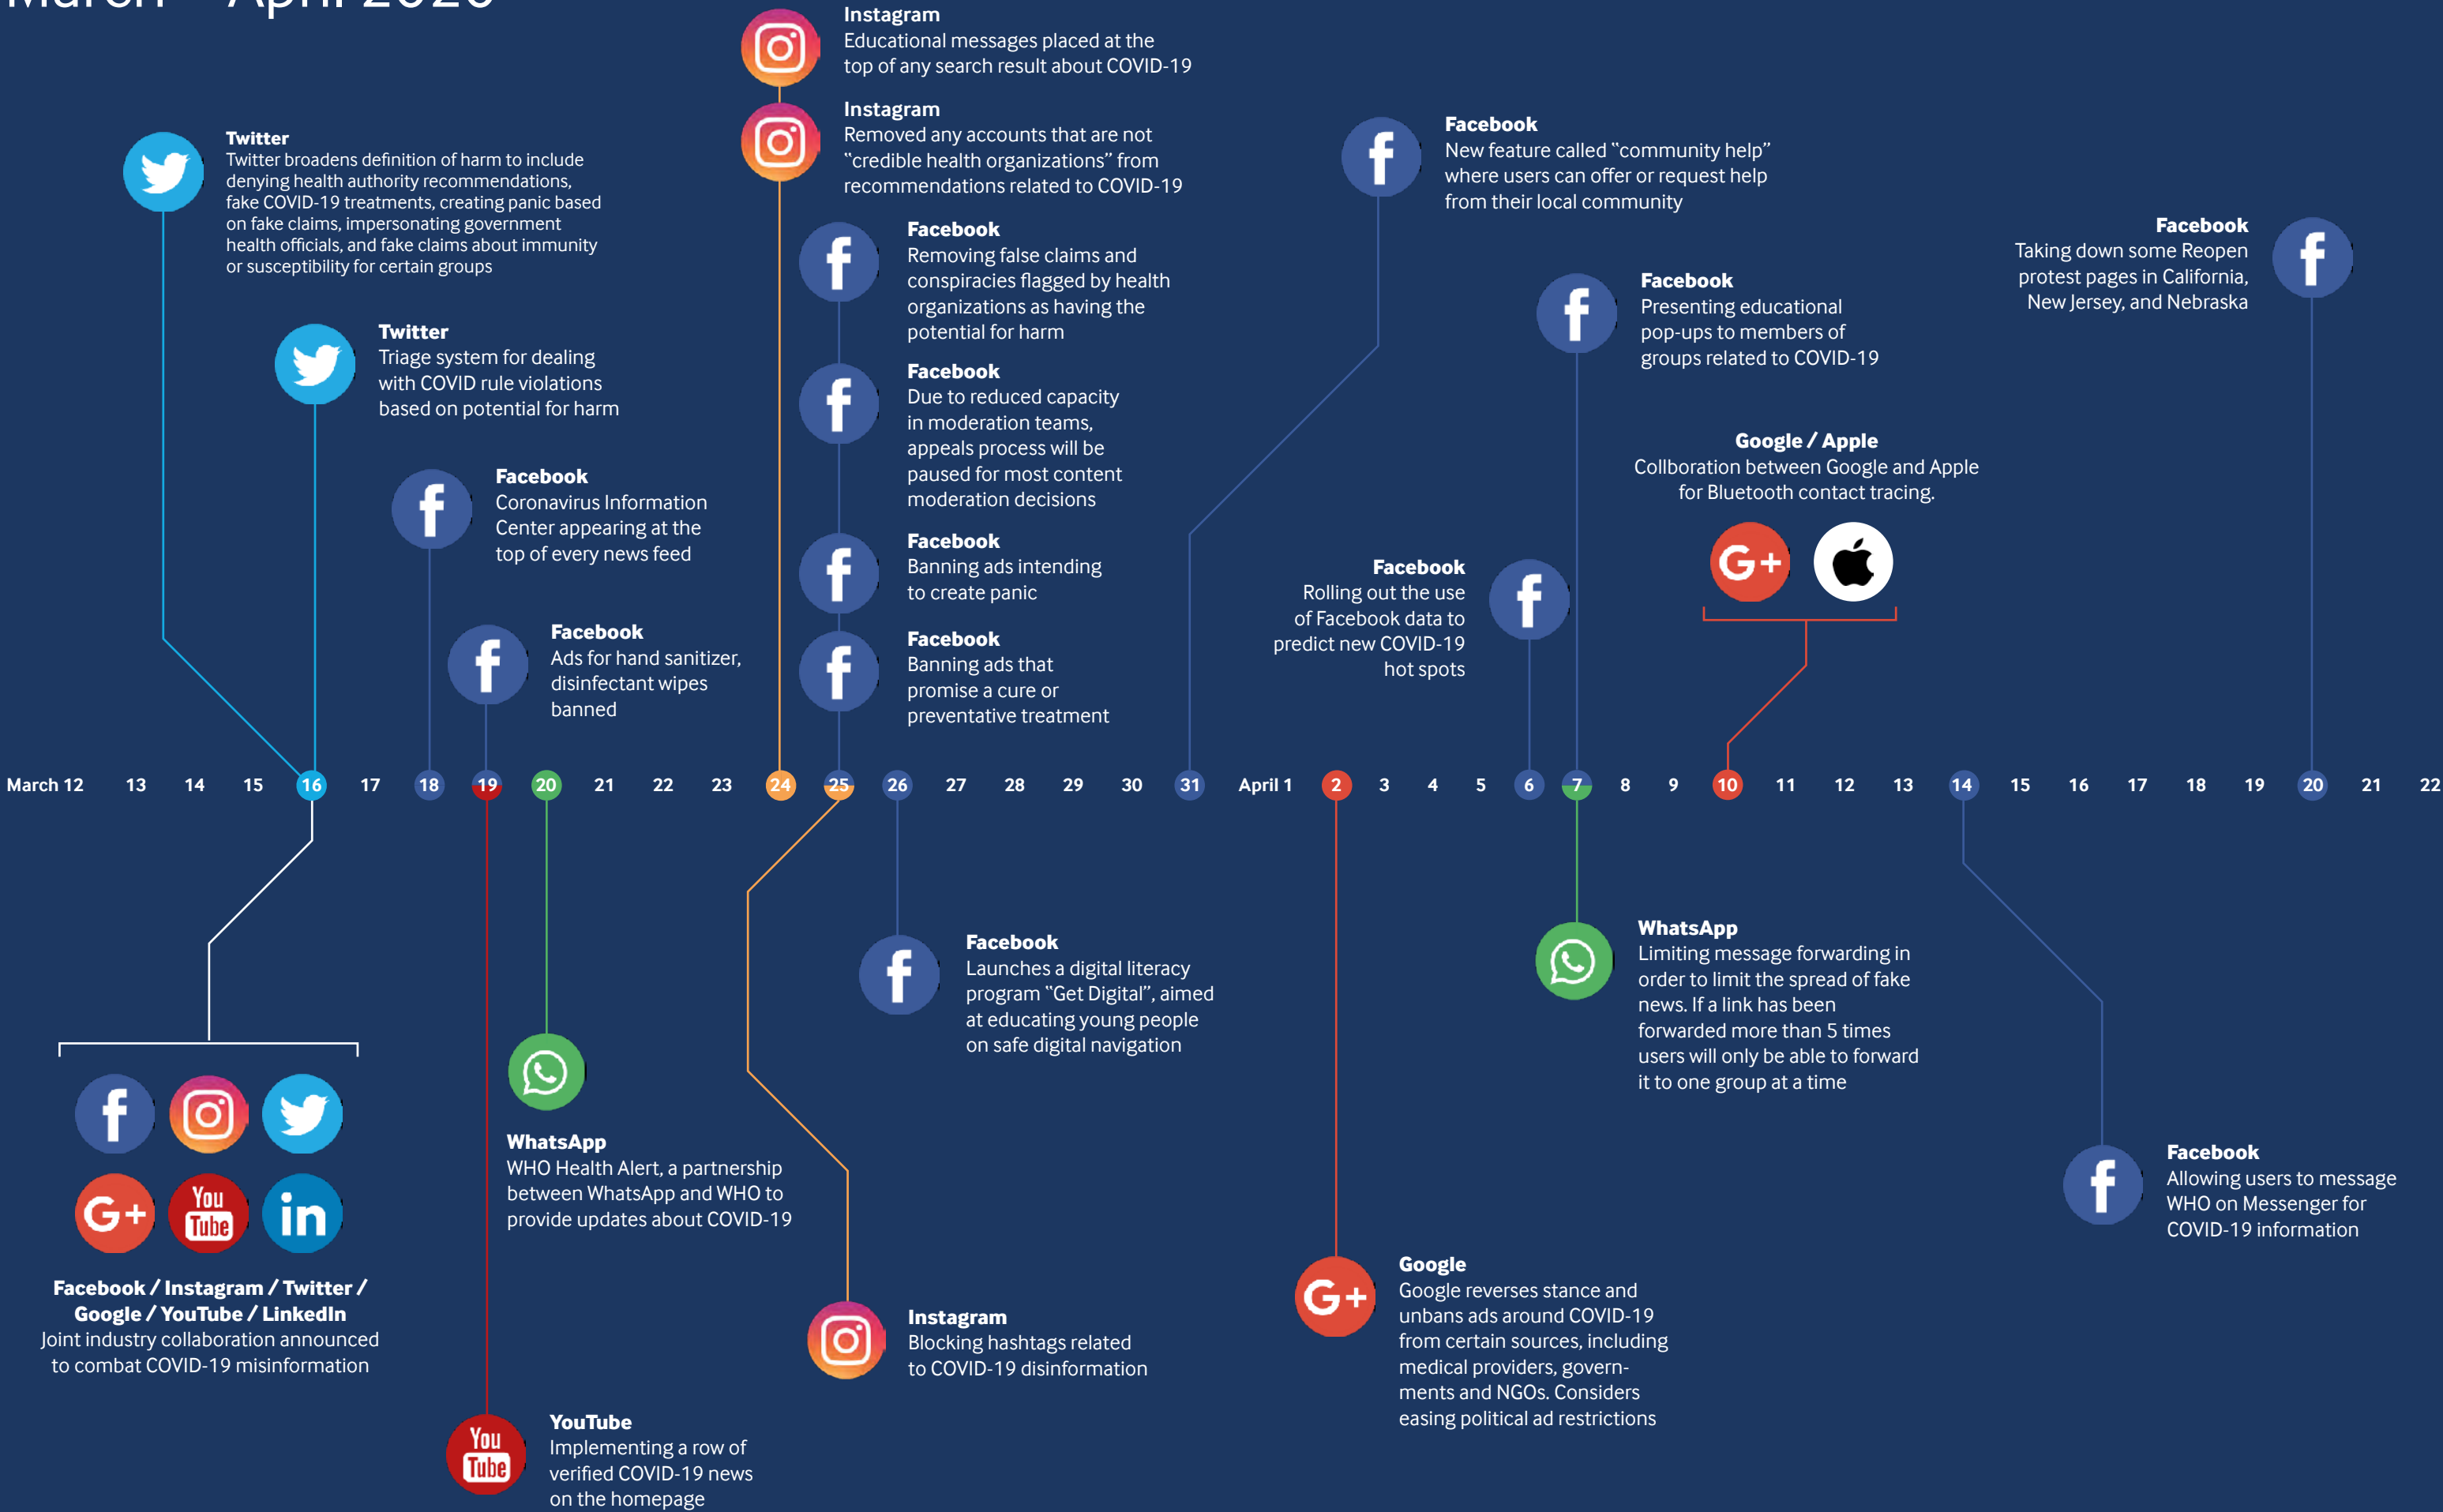 March – April 2020
Instagram
Educational messages placed at the
top of any search result about COVID-19
Instagram
Removed any accounts that are not
“credible health organizations” from
recommendations related to COVID-19
Twitter
Twitter broadens definition of harm to include
denying health authority recommendations,
fake COVID-19 treatments, creating panic based
on fake claims, impersonating government
health officials, and fake claims about immunity
or susceptibility for certain groups
Twitter
Triage system for dealing
with COVID rule violations
based on potential for harm
Facebook
Coronavirus Information
Center appearing at the
top of every news feed
Facebook
Ads for hand sanitizer,
disinfectant wipes
banned
Facebook
Removing false claims and
conspiracies flagged by health
organizations as having the
potential for harm
Facebook
Due to reduced capacity
in moderation teams,
appeals process will be
paused for most content
moderation decisions
Facebook
Banning ads intending
to create panic
Facebook
Banning ads that
promise a cure or
preventative treatment
Facebook
New feature called “community help”
where users can offer or request help
from their local community
Facebook
Rolling out the use
of Facebook data to
predict new COVID-19
hot spots
Facebook
Presenting educational
pop-ups to members of
groups related to COVID-19
Google / Apple
Collboration between Google and Apple
for Bluetooth contact tracing.
G+
Facebook
Taking down some Reopen
protest pages in California,
New Jersey, and Nebraska
March 12 13 14 15 16 17 18 19 20 21 22 23 24 25 26 27 28 29 30 31 April 1 2 3 4 5 6 7 8 9 10 11 12 13 14 15 16 17 18 19 20 21 22
f
G+ You Tube in
Facebook / Instagram / Twitter /
Google / YouTube / LinkedIn
Joint industry collaboration announced
to combat COVID-19 misinformation
You
Tube
YouTube
Implementing a row of
verified COVID-19 news
on the homepage
WhatsApp
WHO Health Alert, a partnership
between WhatsApp and WHO to
provide updates about COVID-19
Instagram
Blocking hashtags related
to COVID-19 disinformation
Facebook
Launches a digital literacy
program “Get Digital”, aimed
at educating young people
on safe digital navigation
G+
Google
Google reverses stance and
unbans ads around COVID-19
from certain sources, including
medical providers, govern-
ments and NGOs. Considers
easing political ad restrictions
WhatsApp
Limiting message forwarding in
order to limit the spread of fake
news. If a link has been
forwarded more than 5 times
users will only be able to forward
it to one group at a time
Facebook
Allowing users to message
WHO on Messenger for
COVID-19 information